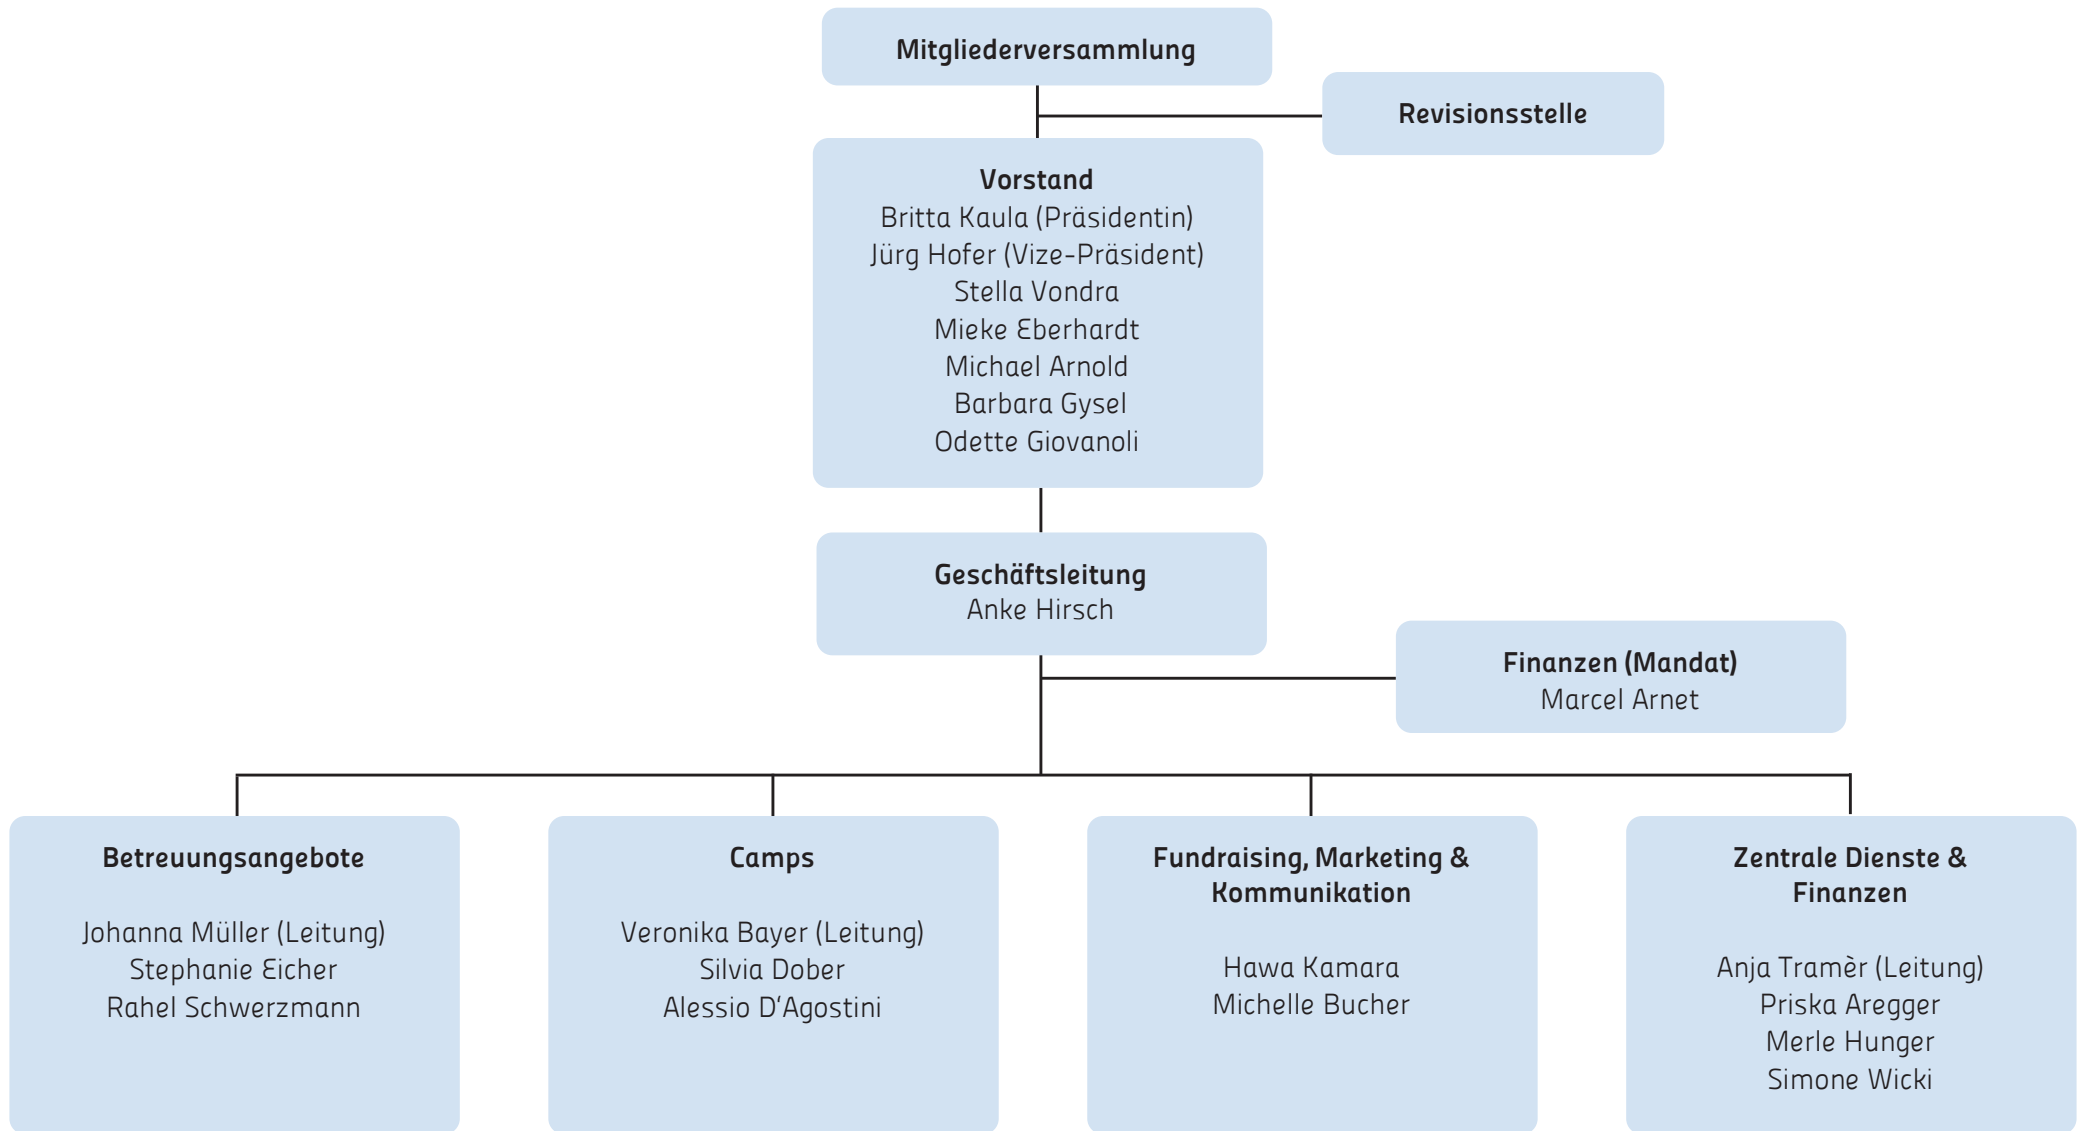 Mitgliederversammlung
Revisionsstelle
Vorstand
Britta Kaula (Präsidentin)
Jürg Hofer (Vize-Präsident)
Stella Vondra
Mieke Eberhardt
Michael Arnold
Barbara Gysel
Odette Giovanoli
Geschäftsleitung
Anke Hirsch
Finanzen (Mandat)
Marcel Arnet
Betreuungsangebote
Johanna Müller (Leitung)
Stephanie Eicher
Rahel Schwerzmann
Camps
Veronika Bayer (Leitung)
Silvia Dober
Alessio D‘Agostini
Fundraising, Marketing &
Kommunikation
Hawa Kamara
Michelle Bucher
Zentrale Dienste &
Finanzen
Anja Tramèr (Leitung)
Priska Aregger
Merle Hunger
Simone Wicki